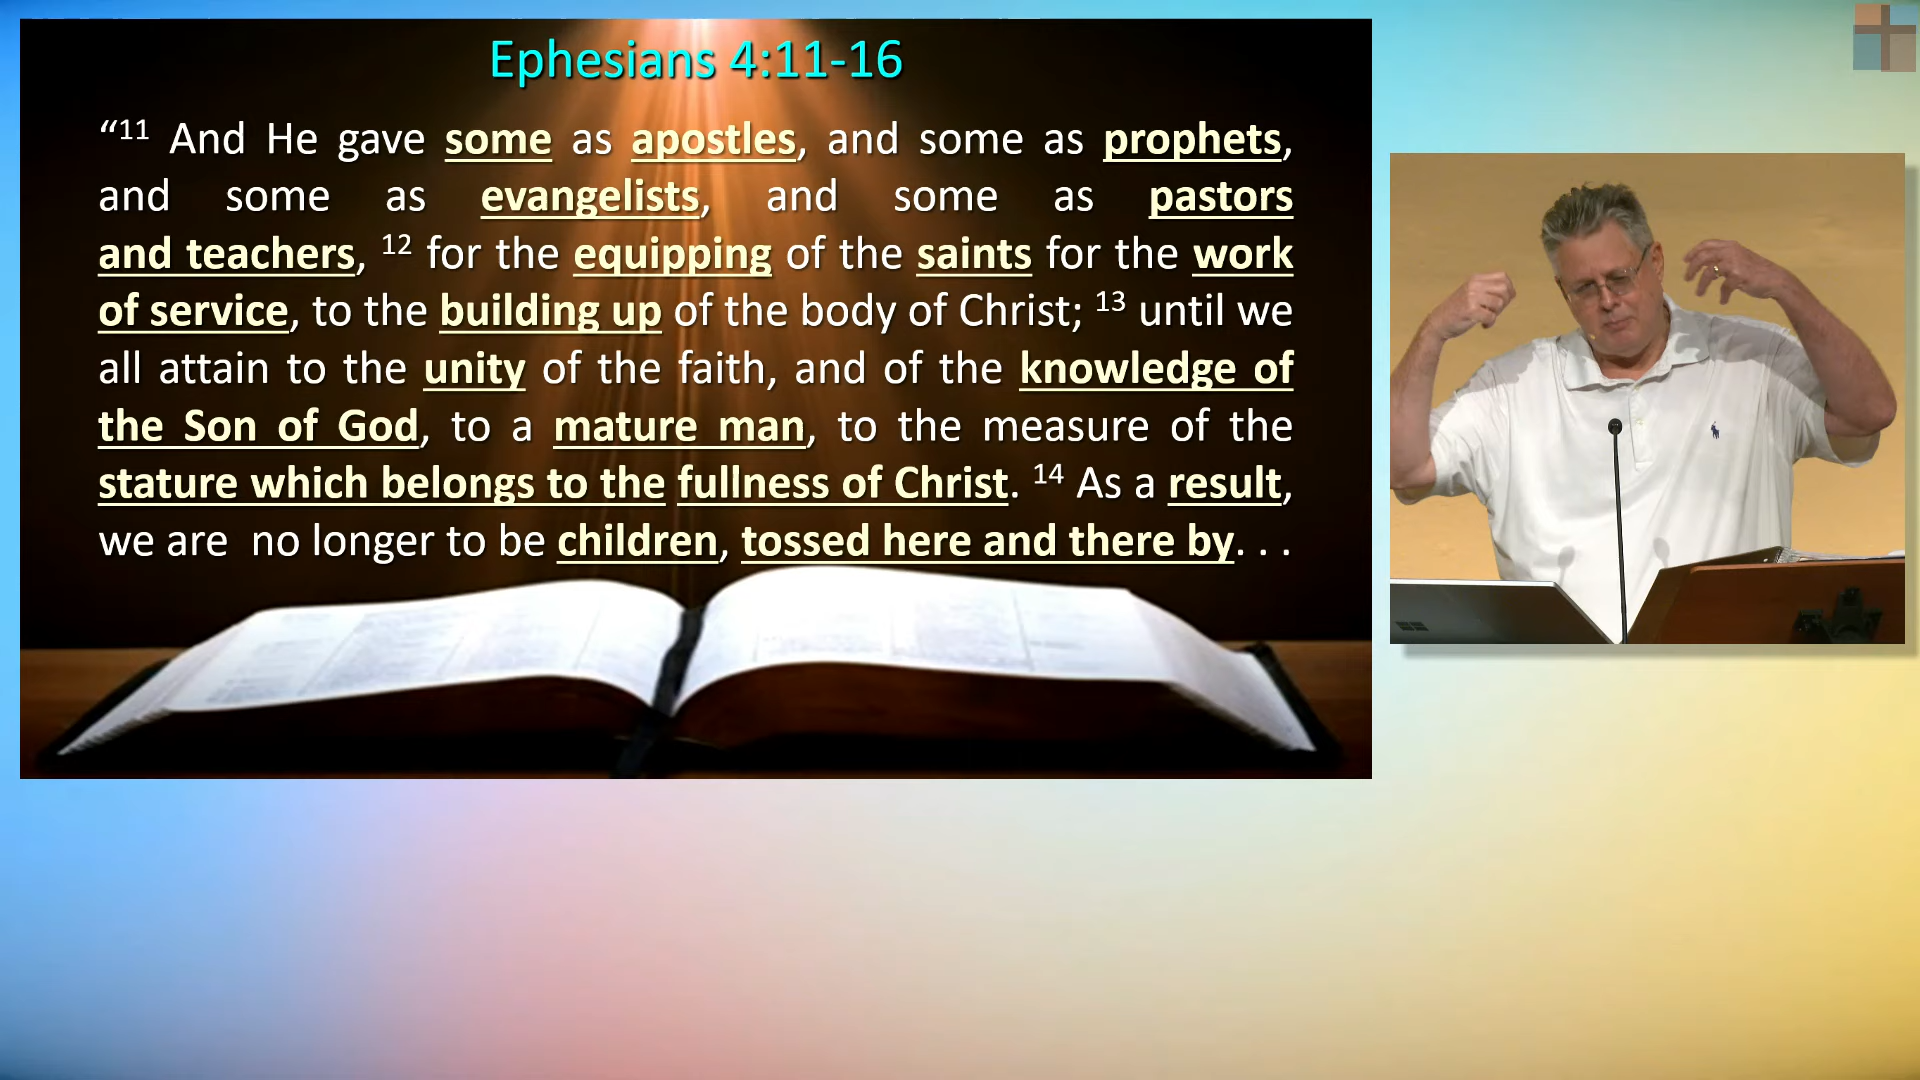 Ephesians 4:11-16
“11 And He gave some as apostles, and some as prophets,
and some as evangelists, and some as pastors
and teachers, 12 for the equipping of the saints for the work
of service, to the building up of the body of Christ; 13 until we
all attain to the unity of the faith, and of the knowledge of
the Son of God, to a mature man, to the measure of the
stature which belongs to the fullness of Christ. 14 As a result,
we are no longer to be children, tossed here and there by. . .